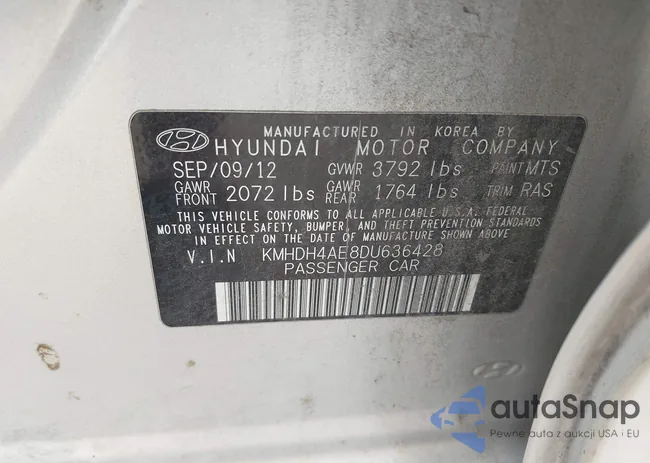 MANUFACTURED IN KOREA BY
HYUNDAI MOTOR COMPANY
SEP/09/12 GVWR 3792 lbs PAINT MTS
GAWR FRONT 2072 lbs GAWR REAR 1764 lbs TRIM RAS
THIS VEHICLE CONFORMS TO ALL APPLICABLE U.S.A. FEDERAL
MOTOR VEHICLE SAFETY, BUMPER, AND THEFT PREVENTION STANDARDS
IN EFFECT ON THE DATE OF MANUFACTURE SHOWN ABOVE.
V.I.N KMHDH4AE8DU636428
PASSENGER CAR
autaSnap
Pewne auta z aukcji USA i EU